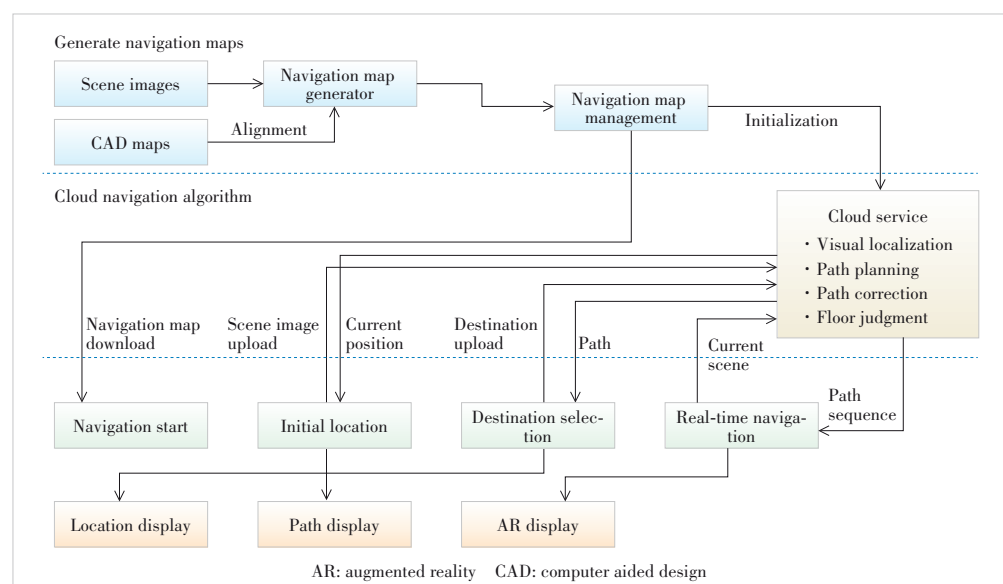 Generate navigation maps
Scene images
Navigation map
generator
CAD maps
Alignment
Navigation map
management
Initialization
Cloud navigation algorithm
Cloud service
· Visual localization
· Path planning
· Path correction
· Floor judgment
Navigation map
download
Scene image
upload
Current
position
Destination
upload
Path
Current
scene
Path
sequence
Navigation start
Initial location
Destination selec-
tion
Real-time naviga-
tion
Location display
Path display
AR display
AR: augmented reality CAD: computer aided design